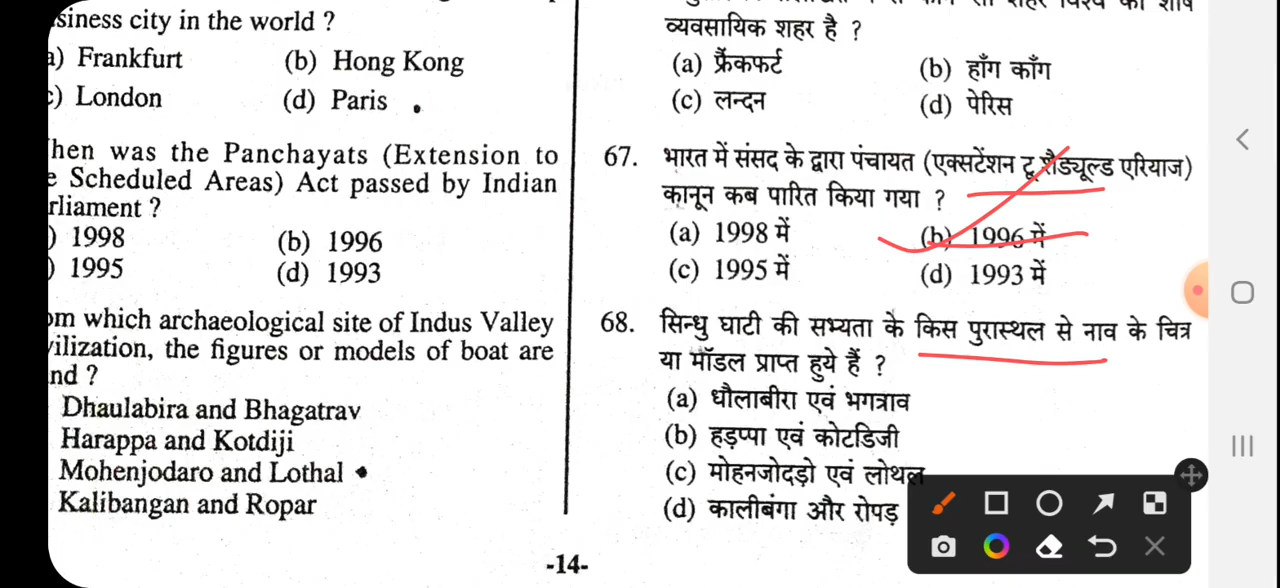 siness city in the world ?
a) Frankfurt (b) Hong Kong
c) London (d) Paris
hen was the Panchayats (Extension to
e Scheduled Areas) Act passed by Indian
rliament ?
) 1998 (b) 1996
) 1995 (d) 1993
om which archaeological site of Indus Valley
vilization, the figures or models of boat are
nd ?
Dhaulabira and Bhagatrav
Harappa and Kotdiji
Mohenjodaro and Lothal
Kalibangan and Ropar
व्यवसायिक शहर है ?
(a) फ्रैंकफर्ट (b) हाँग काँग
(c) लन्दन (d) पेरिस
67. भारत में संसद के द्वारा पंचायत (एक्सटेंशन टू शैड्यूल्ड एरियाज)
कानून कब पारित किया गया ?
(a) 1998 में (b) 1996 में
(c) 1995 में (d) 1993 में
68. सिन्धु घाटी की सभ्यता के किस पुरास्थल से नाव के चित्र
या मॉडल प्राप्त हुये हैं ?
(a) धौलाबीरा एवं भगत्राव
(b) हड़प्पा एवं कोटडिजी
(c) मोहनजोदड़ो एवं लोथल
(d) कालीबंगा और रोपड़
-14-